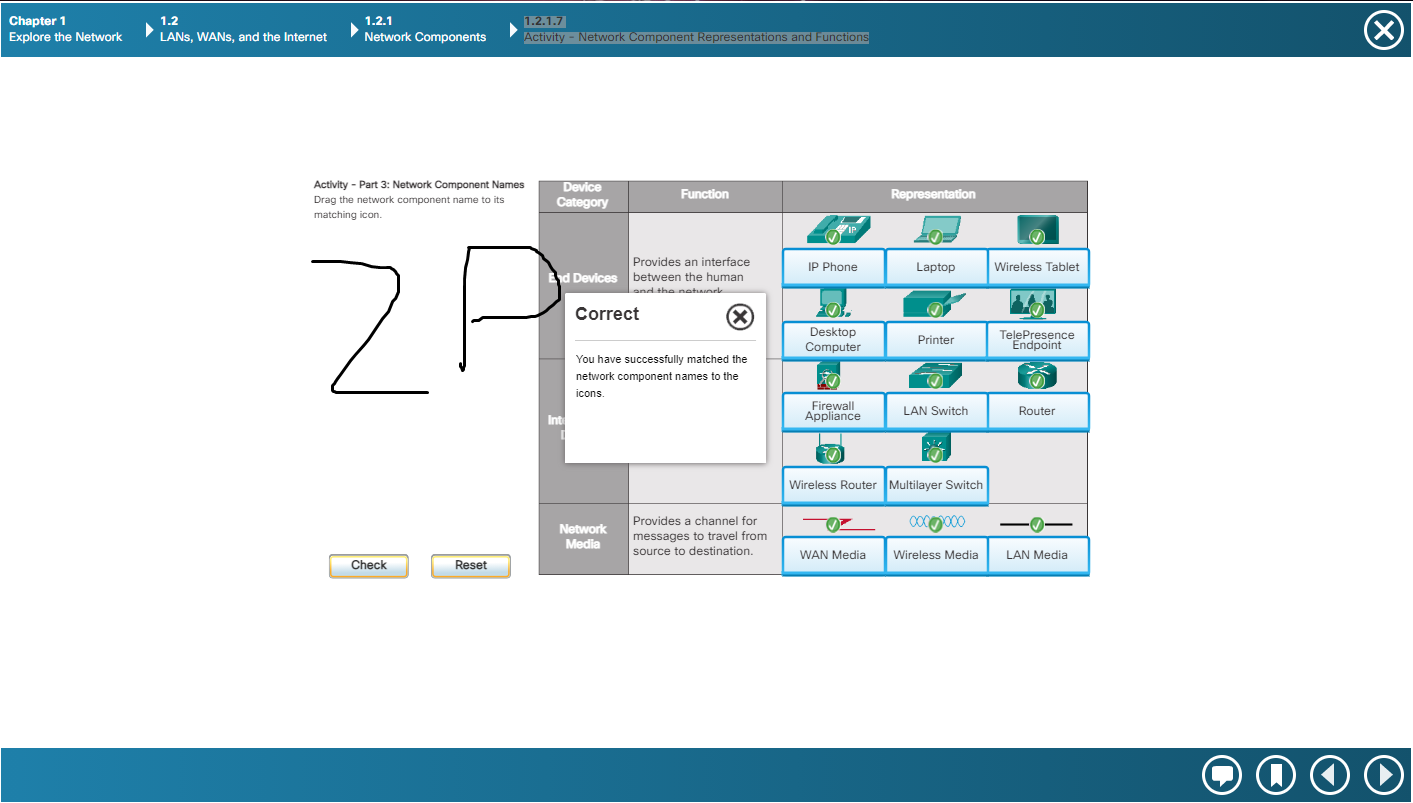 Chapter 1
Explore the Network
1.2
LANs, WANs, and the Internet
1.2.1
Network Components
1.2.1.7
Activity - Network Component Representations and Functions
Activity - Part 3: Network Component Names
Drag the network component name to its
matching icon.
ZP
Device
Category
Function
Representation
End Devices
Provides an interface
between the human
and the network.
IP
IP Phone
Laptop
Wireless Tablet
Desktop
Computer
Printer
TelePresence
Endpoint
Correct
You have successfully matched the
network component names to the
icons.
Firewall
Appliance
LAN Switch
Router
Wireless Router
Multilayer Switch
Network
Media
Provides a channel for
messages to travel from
source to destination.
WAN Media
Wireless Media
LAN Media
Check
Reset